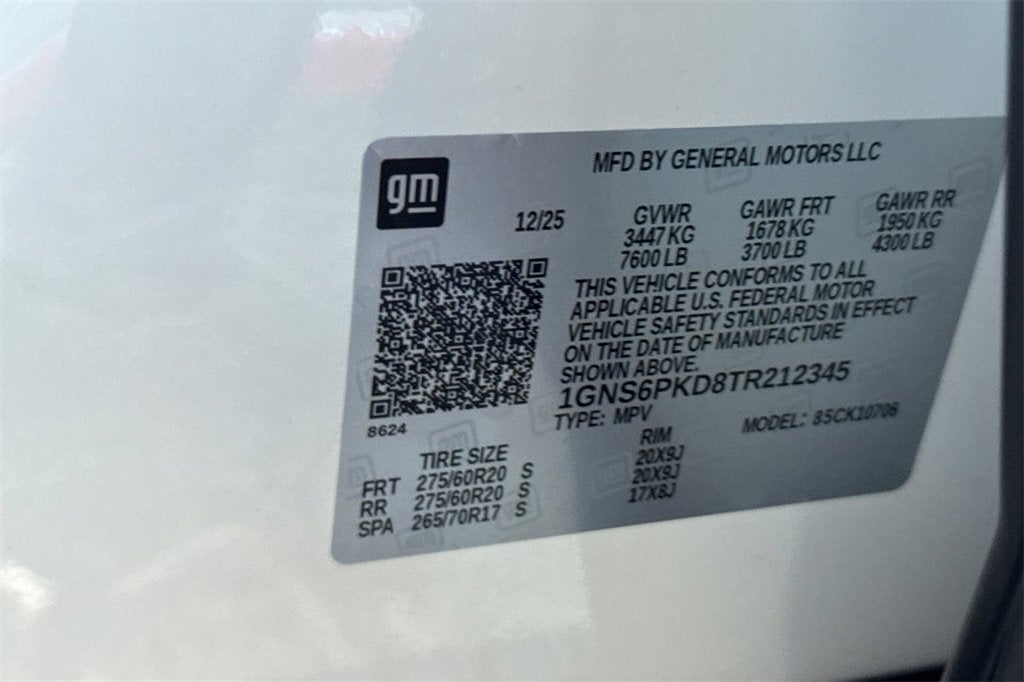 gm
MFD BY GENERAL MOTORS LLC
12/25
GVWR GAWR FRT GAWR RR
3447 KG 1678 KG 1950 KG
7600 LB 3700 LB 4300 LB
THIS VEHICLE CONFORMS TO ALL
APPLICABLE U.S. FEDERAL MOTOR
VEHICLE SAFETY STANDARDS IN EFFECT
ON THE DATE OF MANUFACTURE
SHOWN ABOVE.
1GNS6PKD8TR212345
TYPE: MPV MODEL: 85CK10706
8624
TIRE SIZE RIM
FRT 275/60R20 S 20X9J
RR 275/60R20 S 20X9J
SPA 265/70R17 S 17X8J